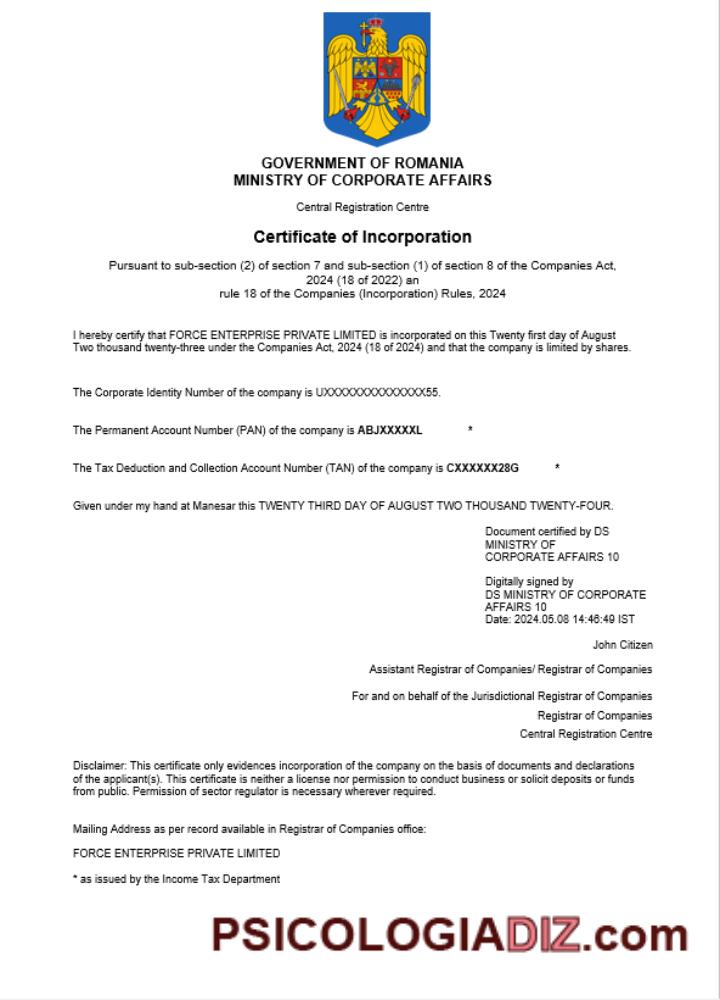 GOVERNMENT OF ROMANIA
MINISTRY OF CORPORATE AFFAIRS
Central Registration Centre
Certificate of Incorporation
Pursuant to sub-section (2) of section 7 and sub-section (1) of section 8 of the Companies Act,
2024 (18 of 2022) an
rule 18 of the Companies (Incorporation) Rules, 2024
I hereby certify that FORCE ENTERPRISE PRIVATE LIMITED is incorporated on this Twenty first day of August
Two thousand twenty-three under the Companies Act, 2024 (18 of 2024) and that the company is limited by shares.
The Corporate Identity Number of the company is UXXXXXXXXXXXXXX55.
The Permanent Account Number (PAN) of the company is ABJXXXXXL *
The Tax Deduction and Collection Account Number (TAN) of the company is CXXXXXX28G *
Given under my hand at Manesar this TWENTY THIRD DAY OF AUGUST TWO THOUSAND TWENTY-FOUR.
Document certified by DS
MINISTRY OF
CORPORATE AFFAIRS 10
Digitally signed by
DS MINISTRY OF CORPORATE
AFFAIRS 10
Date: 2024.05.08 14:46:49 IST
John Citizen
Assistant Registrar of Companies/ Registrar of Companies
For and on behalf of the Jurisdictional Registrar of Companies
Registrar of Companies
Central Registration Centre
Disclaimer: This certificate only evidences incorporation of the company on the basis of documents and declarations
of the applicant(s). This certificate is neither a license nor permission to conduct business or solicit deposits or funds
from public. Permission of sector regulator is necessary wherever required.
Mailing Address as per record available in Registrar of Companies office:
FORCE ENTERPRISE PRIVATE LIMITED
* as issued by the Income Tax Department
PSICOLOGIADIZ.com